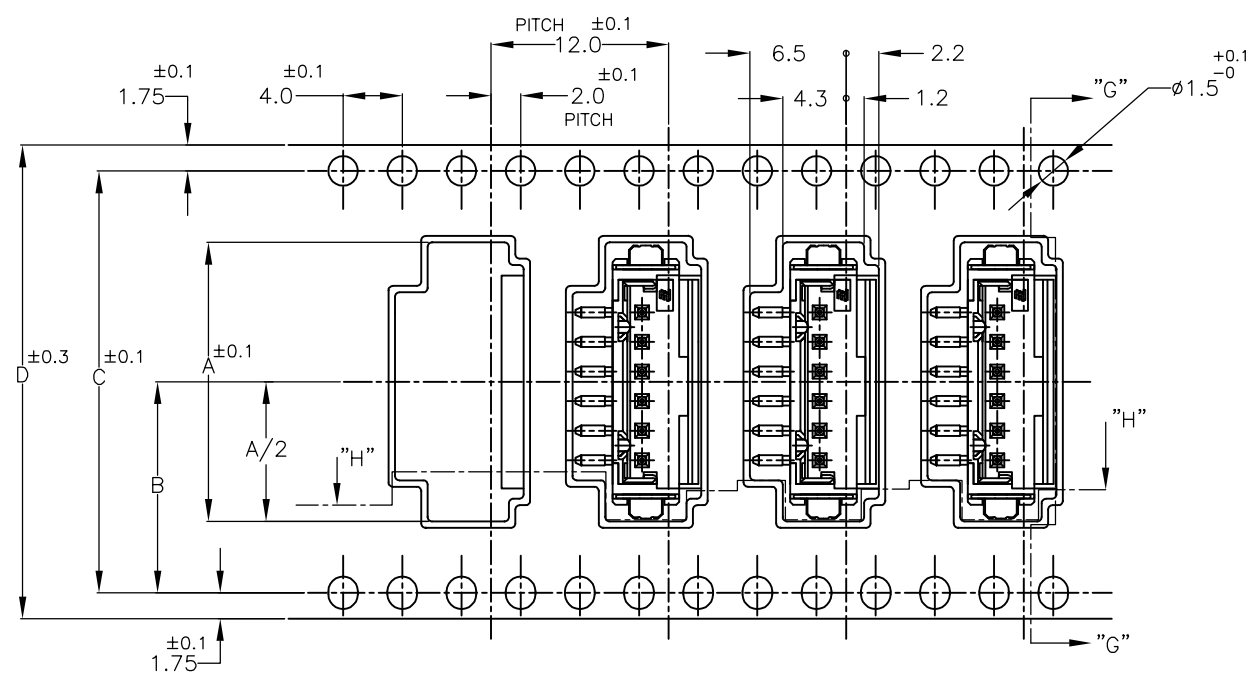 PITCH ±0.1
12.0
±0.1
1.75
±0.1
4.0
±0.1
2.0
PITCH
6.5
2.2
4.3
1.2
+0.1
-0
ø1.5
"G"
D ±0.3
C ±0.1
A ±0.1
A/2
B
"H"
"H"
±0.1
1.75
"G"